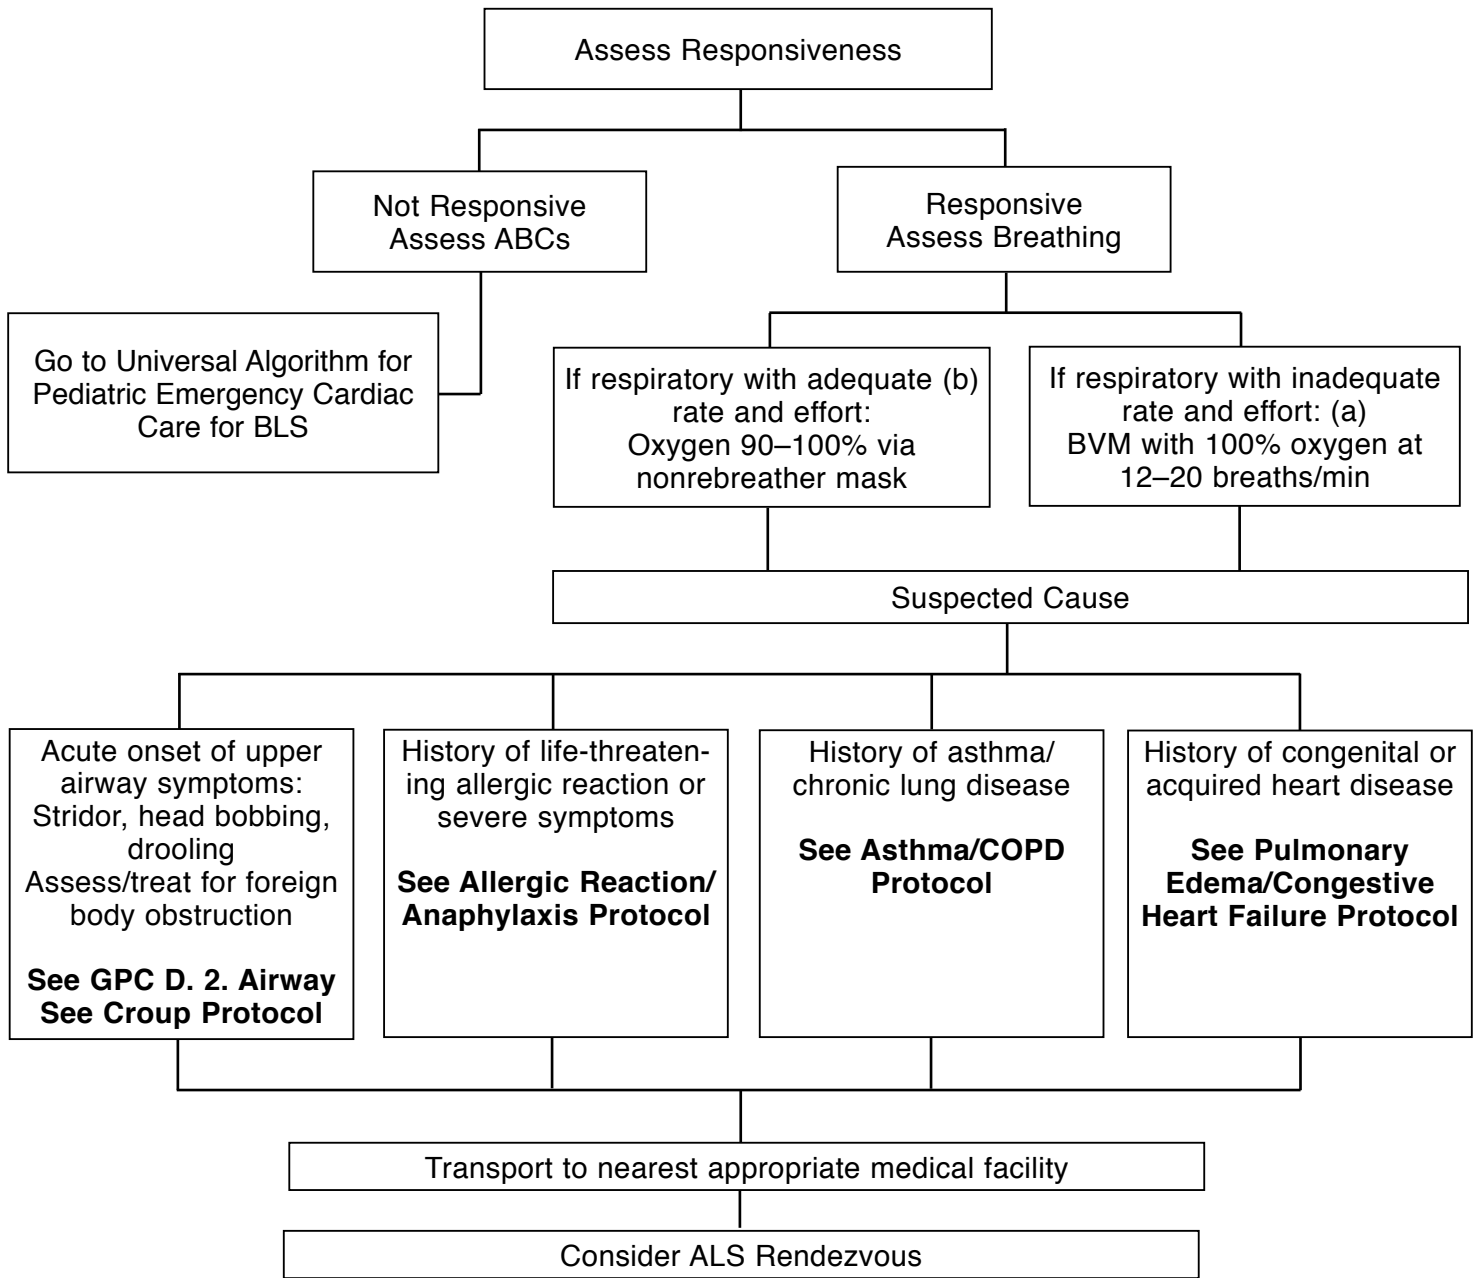 Assess Responsiveness
Not Responsive
Assess ABCs
Responsive
Assess Breathing
Go to Universal Algorithm for
Pediatric Emergency Cardiac
Care for BLS
If respiratory with adequate (b)
rate and effort:
Oxygen 90–100% via
nonrebreather mask
If respiratory with inadequate
rate and effort: (a)
BVM with 100% oxygen at
12–20 breaths/min
Suspected Cause
Acute onset of upper
airway symptoms:
Stridor, head bobbing,
drooling
Assess/treat for foreign
body obstruction
See GPC D. 2. Airway
See Croup Protocol
History of life-threaten-
ing allergic reaction or
severe symptoms
See Allergic Reaction/
Anaphylaxis Protocol
History of asthma/
chronic lung disease
See Asthma/COPD
Protocol
History of congenital or
acquired heart disease
See Pulmonary
Edema/Congestive
Heart Failure Protocol
Transport to nearest appropriate medical facility
Consider ALS Rendezvous